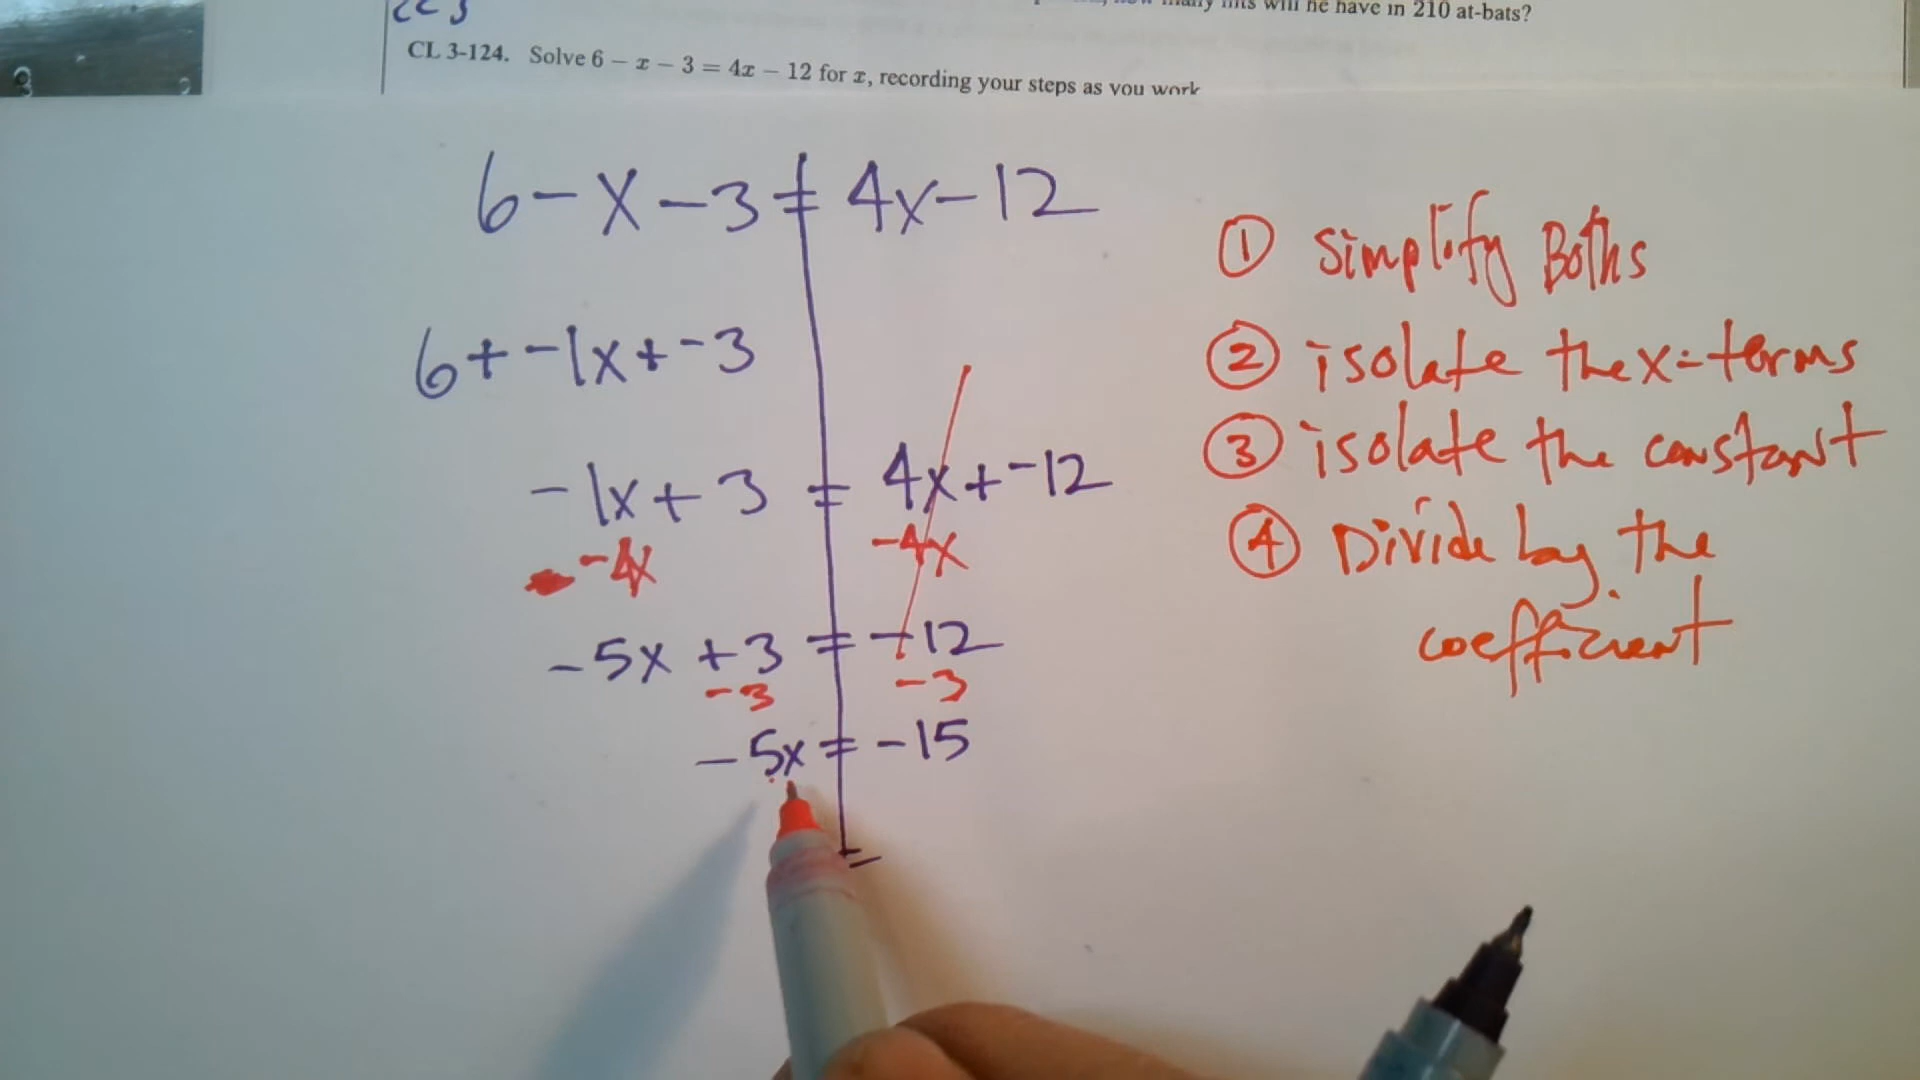 many hits will he have in 210 at-bats?
CL 3-124. Solve 6 − x − 3 = 4x − 12 for x, recording your steps as you work
6 - x - 3 = 4x - 12
6 + -1x + -3
-1x + 3 = 4x + -12
-4x -4x
-5x + 3 = -12
-3 -3
-5x = -15
① Simplify Boths
② isolate the x-terms
③ isolate the constant
④ Divide by the
coefficient